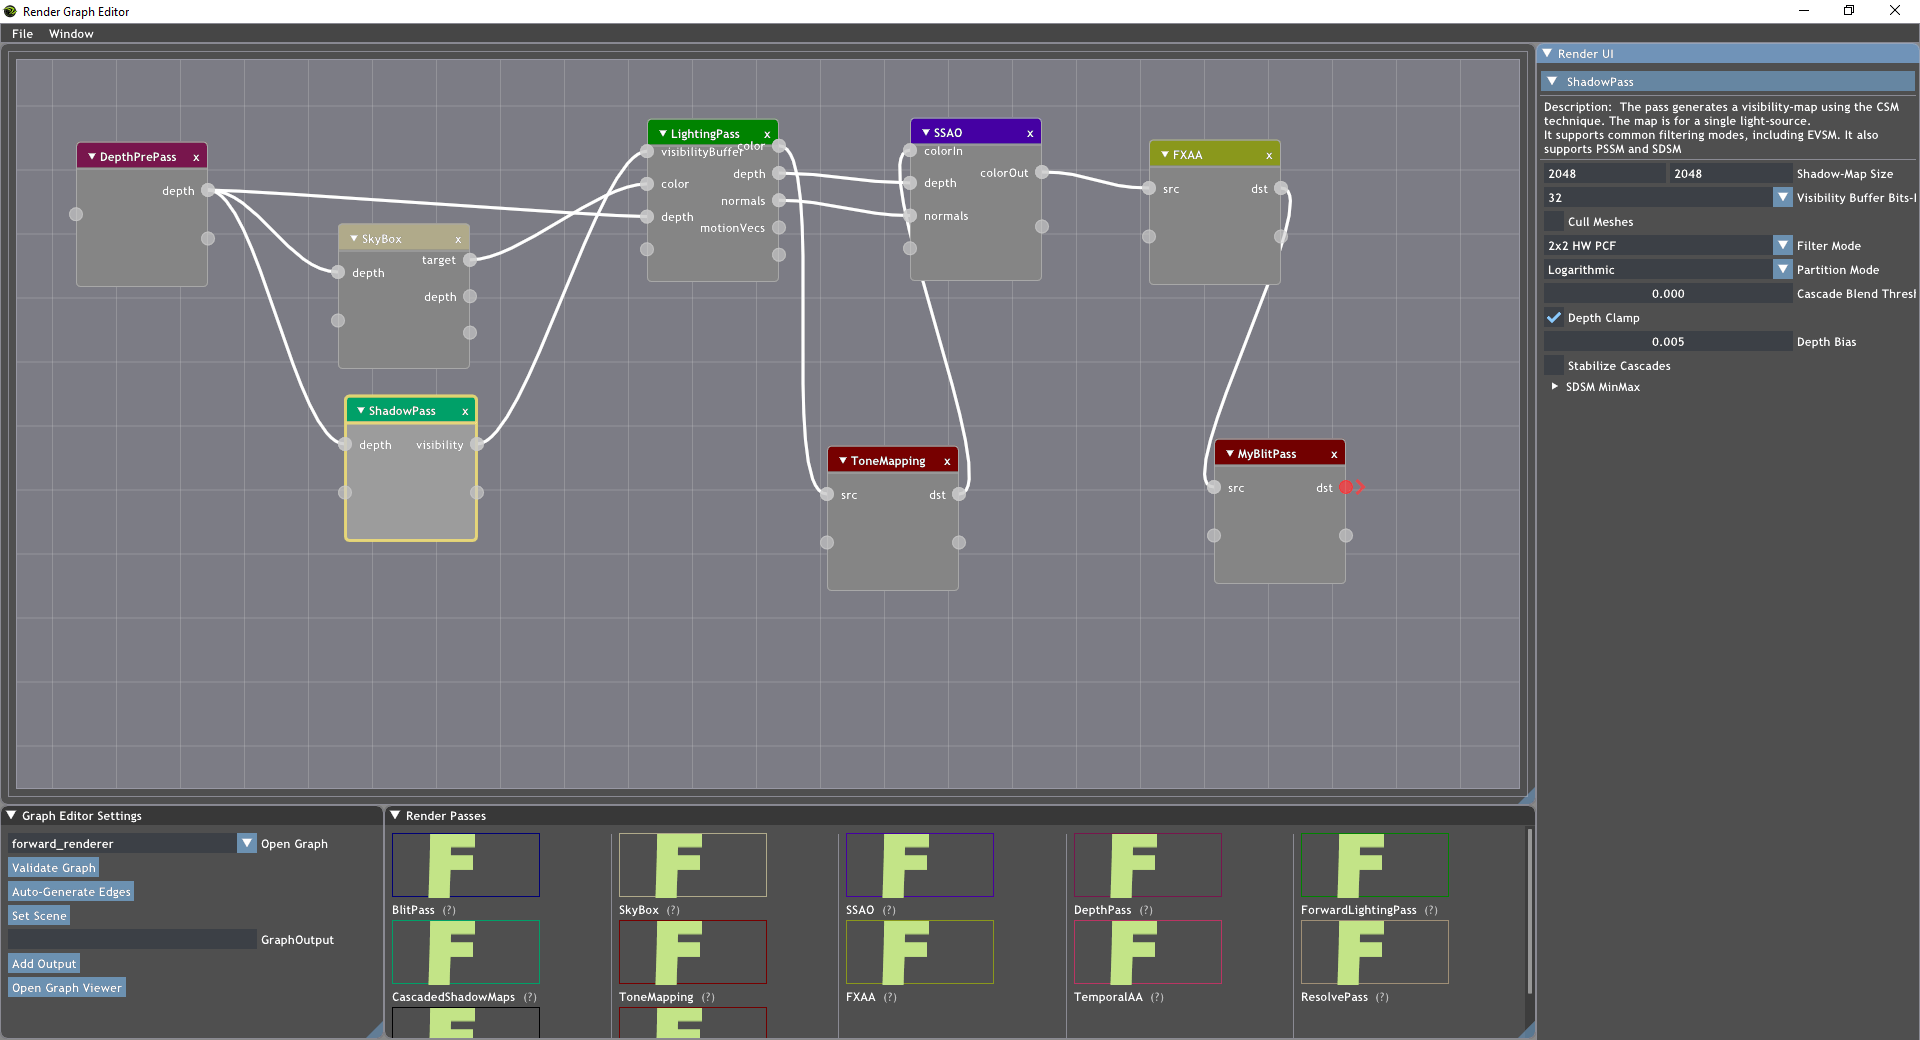 Render Graph Editor
File Window
DepthPrePass x
depth
SkyBox x
target
depth
depth
ShadowPass x
depth visibility
LightingPass x
color
visibilityBuffer
depth
color
normals
depth
motionVecs
SSAO x
colorIn
colorOut
depth
normals
FXAA x
src dst
ToneMapping x
src dst
MyBlitPass x
src dst
Render UI
ShadowPass
Description: The pass generates a visibility-map using the CSM
technique. The map is for a single light-source.
It supports common filtering modes, including EVSM. It also
supports PSSM and SDSM
2048 2048 Shadow-Map Size
32 Visibility Buffer Bits-
Cull Meshes
2x2 HW PCF Filter Mode
Logarithmic Partition Mode
0.000 Cascade Blend Thres
Depth Clamp
0.005 Depth Bias
Stabilize Cascades
SDSM MinMax
Graph Editor Settings
forward_renderer Open Graph
Validate Graph
Auto-Generate Edges
Set Scene
GraphOutput
Add Output
Open Graph Viewer
Render Passes
F F F F F
BlitPass (?) SkyBox (?) SSAO (?) DepthPass (?) ForwardLightingPass (?)
F F F F F
CascadedShadowMaps (?) ToneMapping (?) FXAA (?) TemporalAA (?) ResolvePass (?)
F F